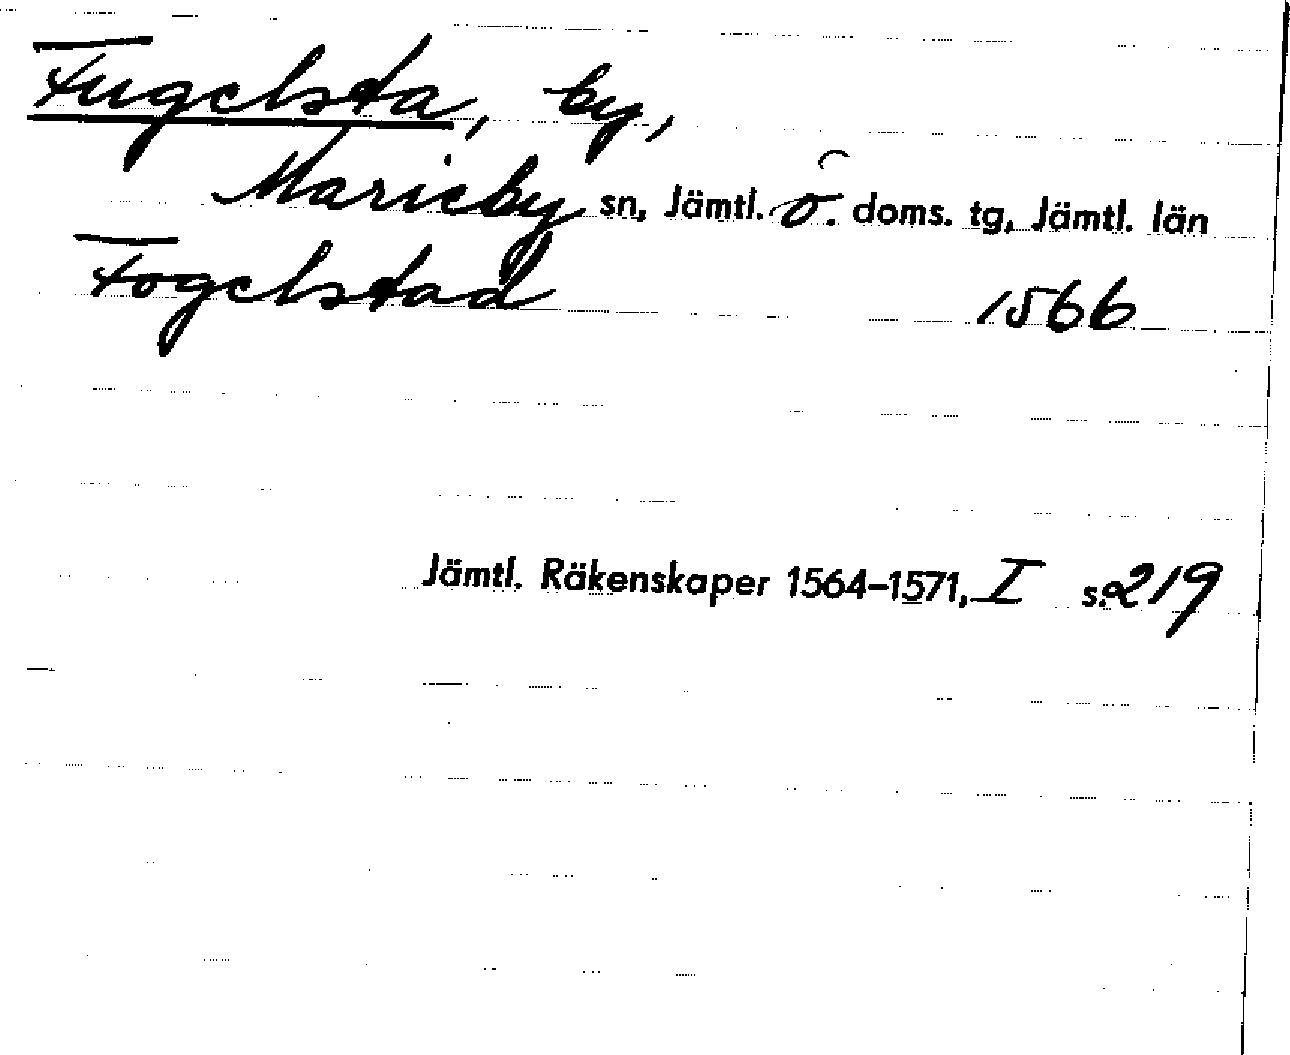 Fugelsta, by,
Marieby sn, Jämtl. ö. doms. tg, Jämtl. län
Fogelstad 1566
Jämtl. Räkenskaper 1564–1571, I s. 219